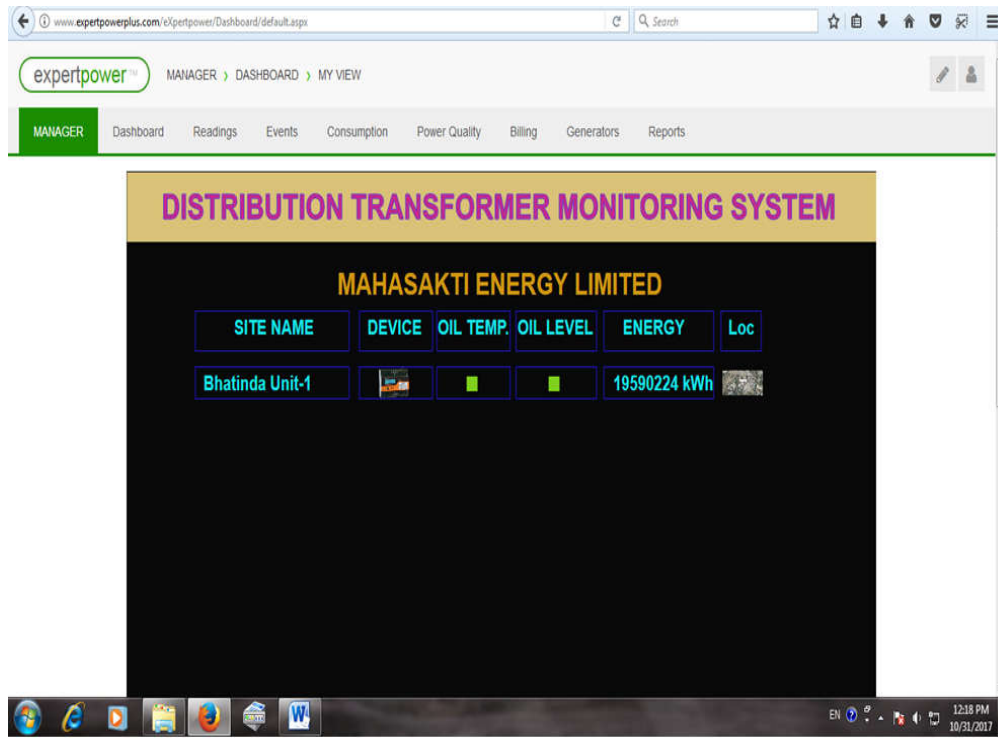 www.expertpowerplus.com/eXpertpower/Dashboard/default.aspx Search
expertpower™ MANAGER > DASHBOARD > MY VIEW
MANAGER Dashboard Readings Events Consumption Power Quality Billing Generators Reports
DISTRIBUTION TRANSFORMER MONITORING SYSTEM
MAHASAKTI ENERGY LIMITED
SITE NAME DEVICE OIL TEMP. OIL LEVEL ENERGY Loc
Bhatinda Unit-1 19590224 kWh
EN 12:18 PM
10/31/2017